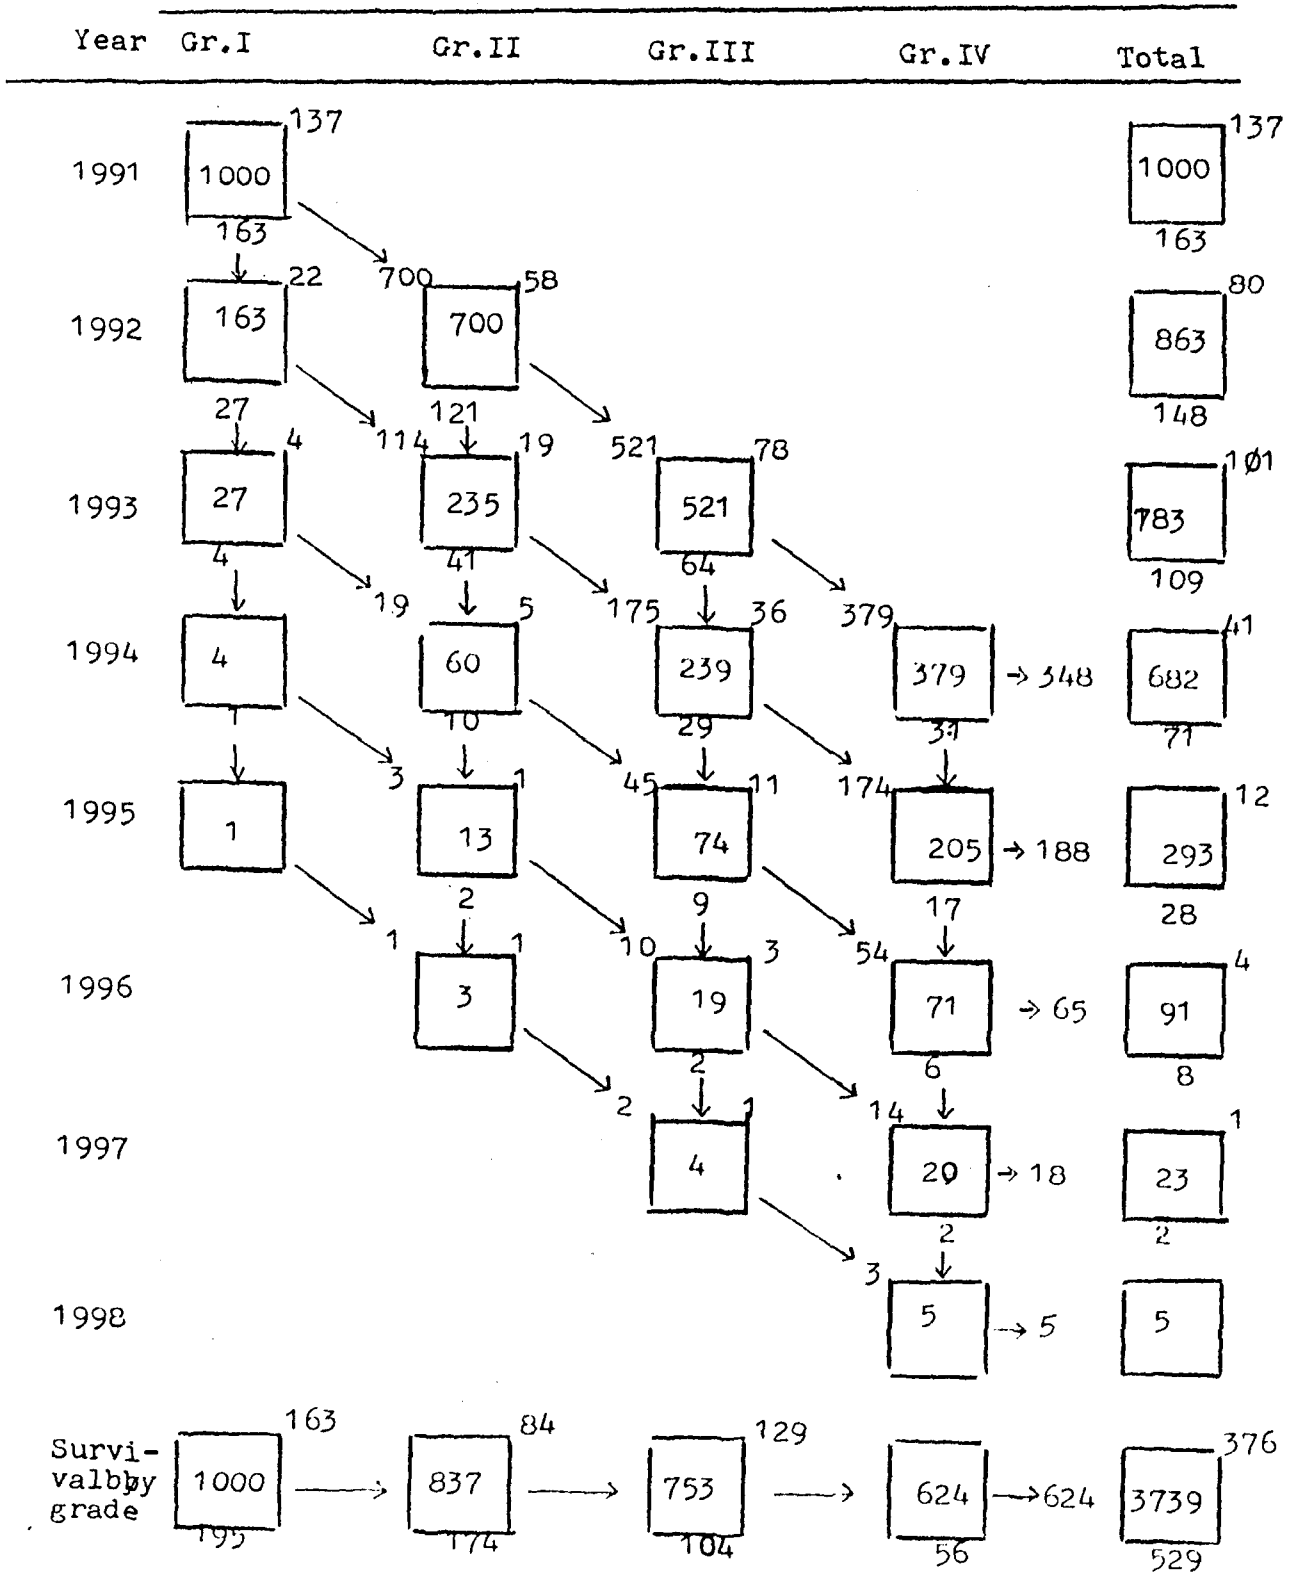 Year Gr.I Gr.II Gr.III Gr.IV Total
137 137
1991 1000 1000
163 163
22 700 58 80
1992 163 700 863
27 121 148
4 114 19 521 78 101
1993 27 235 521 783
4 41 64 109
19 5 175 36 379 41
1994 4 60 239 379 → 348 682
1 10 29 31 71
3 1 45 11 174 12
1995 1 13 74 205 → 188 293
2 9 17 28
1 1 10 3 54 4
1996 3 19 71 → 65 91
2 6 8
2 1 14 1
1997 4 20 → 18 23
2 2
3
1998 5 → 5 5
163 84 129 376
Survi-
valbby
grade
1000 → 837 → 753 → 624 → 624 3739
195 174 104 56 529